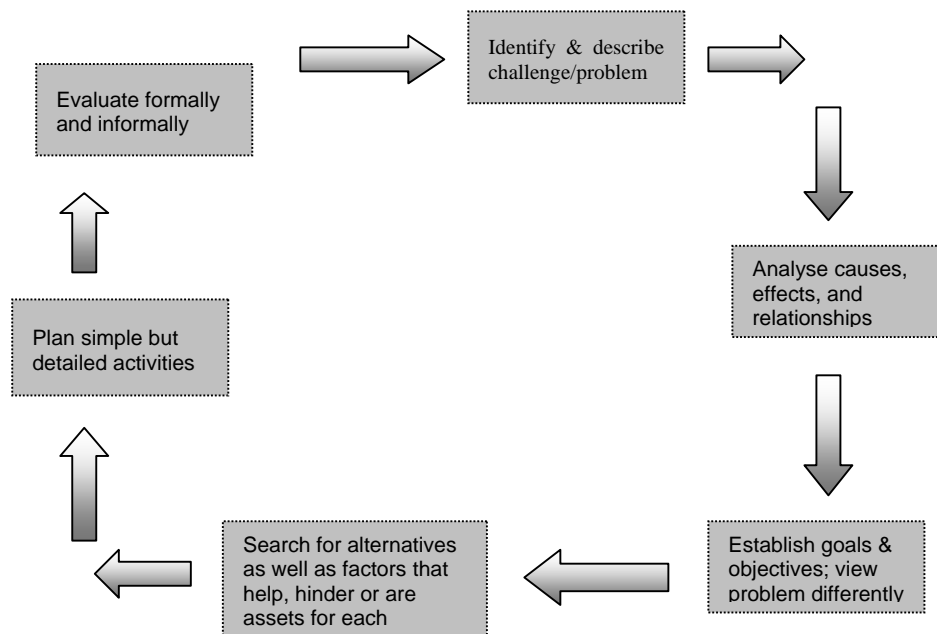 Identify & describe
challenge/problem
Analyse causes,
effects, and
relationships
Establish goals &
objectives; view
problem differently
Search for alternatives
as well as factors that
help, hinder or are
assets for each
Plan simple but
detailed activities
Evaluate formally
and informally